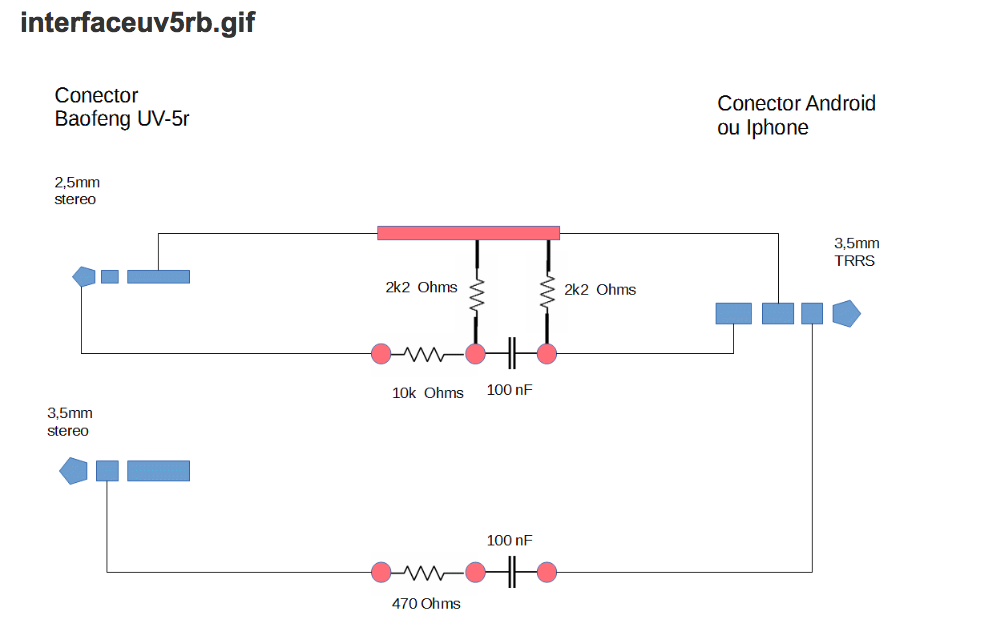 interfaceuv5rb.gif
Conector
Baofeng UV-5r
Conector Android
ou Iphone
2,5mm
stereo
3,5mm
TRRS
2k2 Ohms
2k2 Ohms
10k Ohms
100 nF
3,5mm
stereo
100 nF
470 Ohms